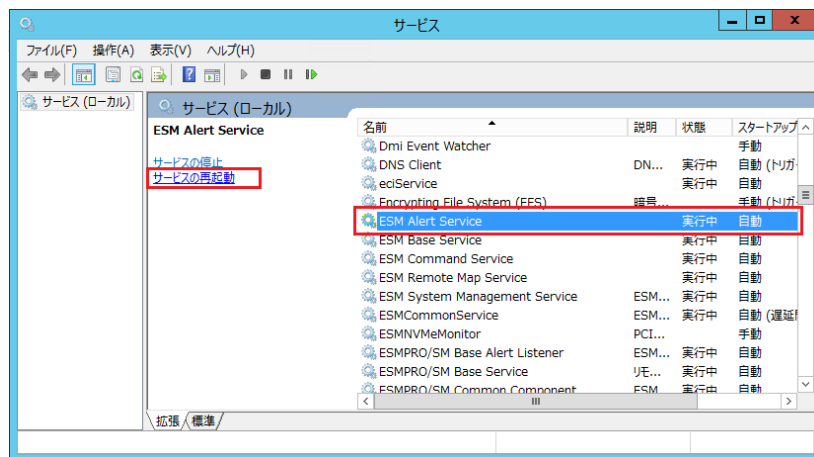 サービス
ファイル(F) 操作(A) 表示(V) ヘルプ(H)
サービス (ローカル)
サービス (ローカル)
ESM Alert Service
サービスの停止
サービスの再起動
名前 説明 状態 スタートアップ
Dmi Event Watcher 手動
DNS Client DN... 実行中 自動 (トリガ
eciService 実行中 自動
Encrypting File System (EFS) 暗号... 手動 (トリガ
ESM Alert Service 実行中 自動
ESM Base Service 実行中 自動
ESM Command Service 実行中 自動
ESM Remote Map Service 実行中 自動
ESM System Management Service ESM... 実行中 自動
ESMCommonService ESM... 実行中 自動 (遅延
ESMNVMeMonitor PCI... 手動
ESMPRO/SM Base Alert Listener ESM... 実行中 自動
ESMPRO/SM Base Service リモ... 実行中 自動
ESMPRO/SM Common Component ESM 実行中 自動
拡張 標準